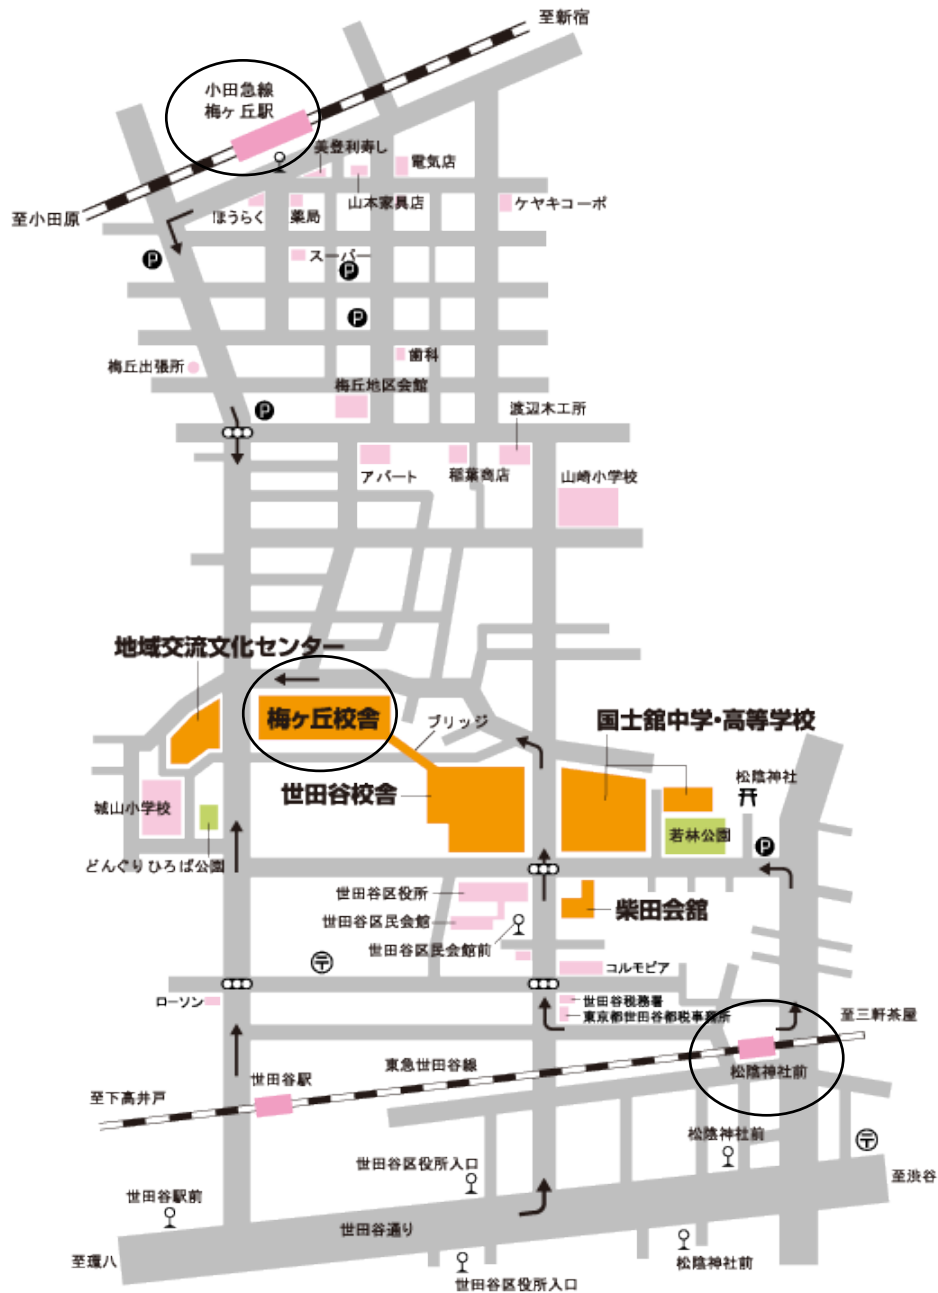 至新宿
小田急線
梅ヶ丘駅
美登利寿し
電気店
至小田原
ほうらく
薬局
山本家具店
ケヤキコーポ
スーパー
P
P
P
歯科
梅丘出張所
梅丘地区会館
P
渡辺木工所
アパート
稲葉商店
山崎小学校
地域交流文化センター
梅ヶ丘校舎
ブリッジ
国士舘中学・高等学校
世田谷校舎
松陰神社
城山小学校
若林公園
P
どんぐりひろば公園
世田谷区役所
柴田会舘
世田谷区民会館
世田谷区民会館前
〒
コルモピア
ローソン
世田谷税務署
東京都世田谷都税事務所
至三軒茶屋
東急世田谷線
世田谷駅
松陰神社前
至下高井戸
松陰神社前
〒
世田谷区役所入口
至渋谷
世田谷駅前
世田谷通り
至環八
松陰神社前
世田谷区役所入口